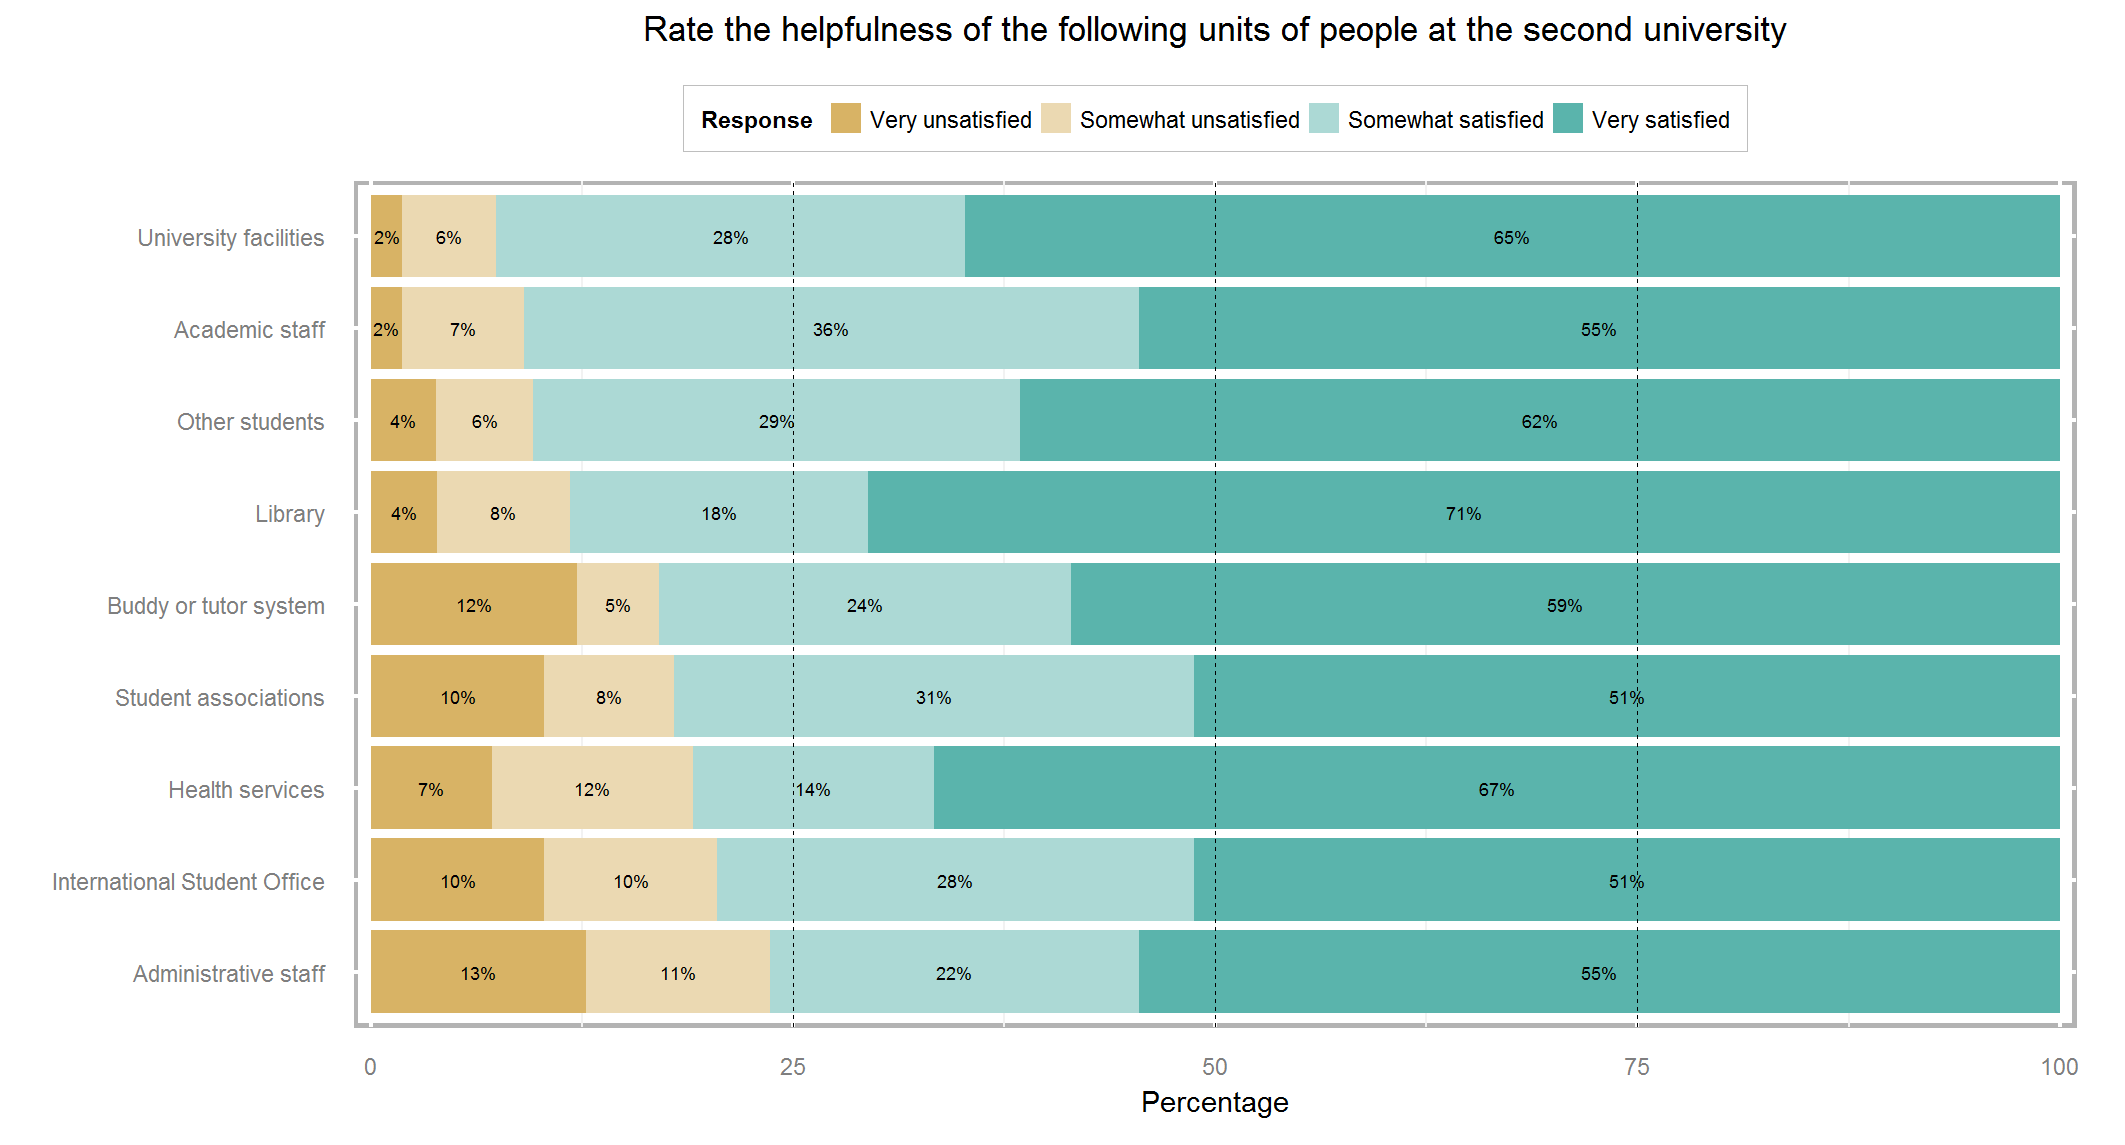 Rate the helpfulness of the following units of people at the second university
Response Very unsatisfied Somewhat unsatisfied Somewhat satisfied Very satisfied
University facilities 2% 6% 28% 65%
Academic staff 2% 7% 36% 55%
Other students 4% 6% 29% 62%
Library 4% 8% 18% 71%
Buddy or tutor system 12% 5% 24% 59%
Student associations 10% 8% 31% 51%
Health services 7% 12% 14% 67%
International Student Office 10% 10% 28% 51%
Administrative staff 13% 11% 22% 55%
0 25 50 75 100
Percentage